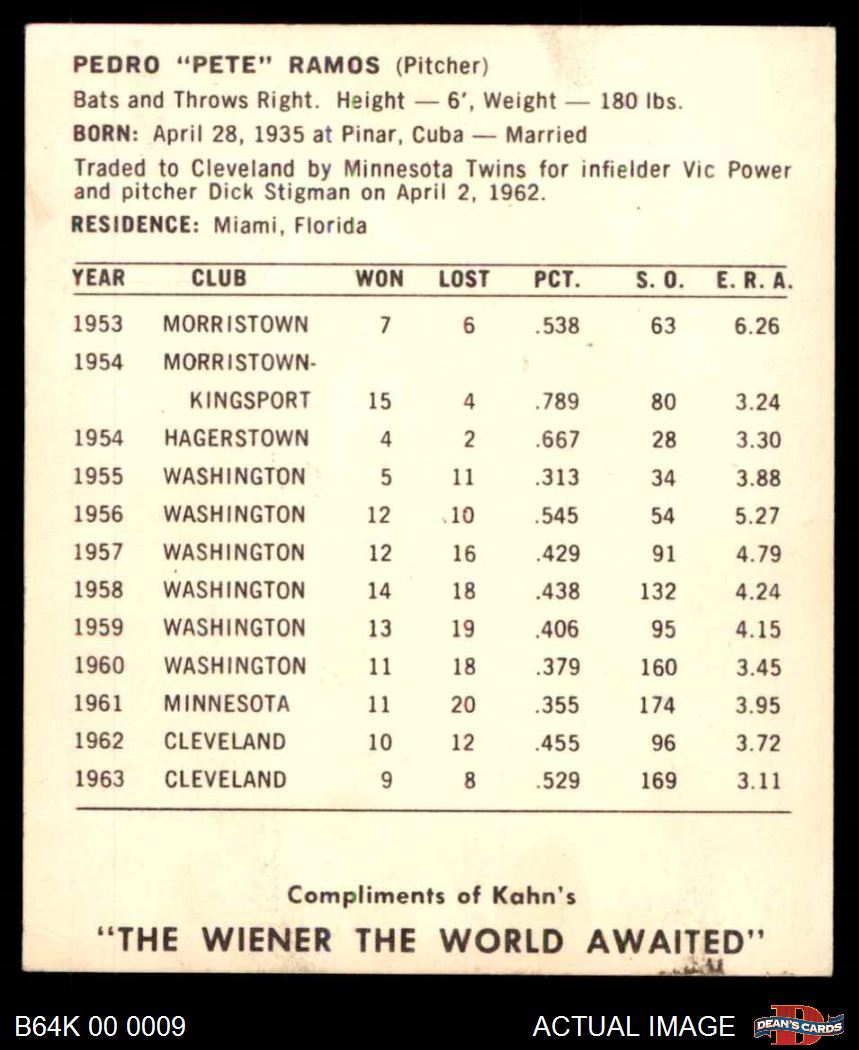 PEDRO "PETE" RAMOS (Pitcher)
Bats and Throws Right. Height — 6', Weight — 180 lbs.
BORN: April 28, 1935 at Pinar, Cuba — Married
Traded to Cleveland by Minnesota Twins for infielder Vic Power
and pitcher Dick Stigman on April 2, 1962.
RESIDENCE: Miami, Florida
YEAR CLUB WON LOST PCT. S. O. E. R. A.
1953 MORRISTOWN 7 6 .538 63 6.26
1954 MORRISTOWN-
KINGSPORT 15 4 .789 80 3.24
1954 HAGERSTOWN 4 2 .667 28 3.30
1955 WASHINGTON 5 11 .313 34 3.88
1956 WASHINGTON 12 10 .545 54 5.27
1957 WASHINGTON 12 16 .429 91 4.79
1958 WASHINGTON 14 18 .438 132 4.24
1959 WASHINGTON 13 19 .406 95 4.15
1960 WASHINGTON 11 18 .379 160 3.45
1961 MINNESOTA 11 20 .355 174 3.95
1962 CLEVELAND 10 12 .455 96 3.72
1963 CLEVELAND 9 8 .529 169 3.11
Compliments of Kahn's
"THE WIENER THE WORLD AWAITED"
B64K 00 0009 ACTUAL IMAGE DEAN'S CARDS